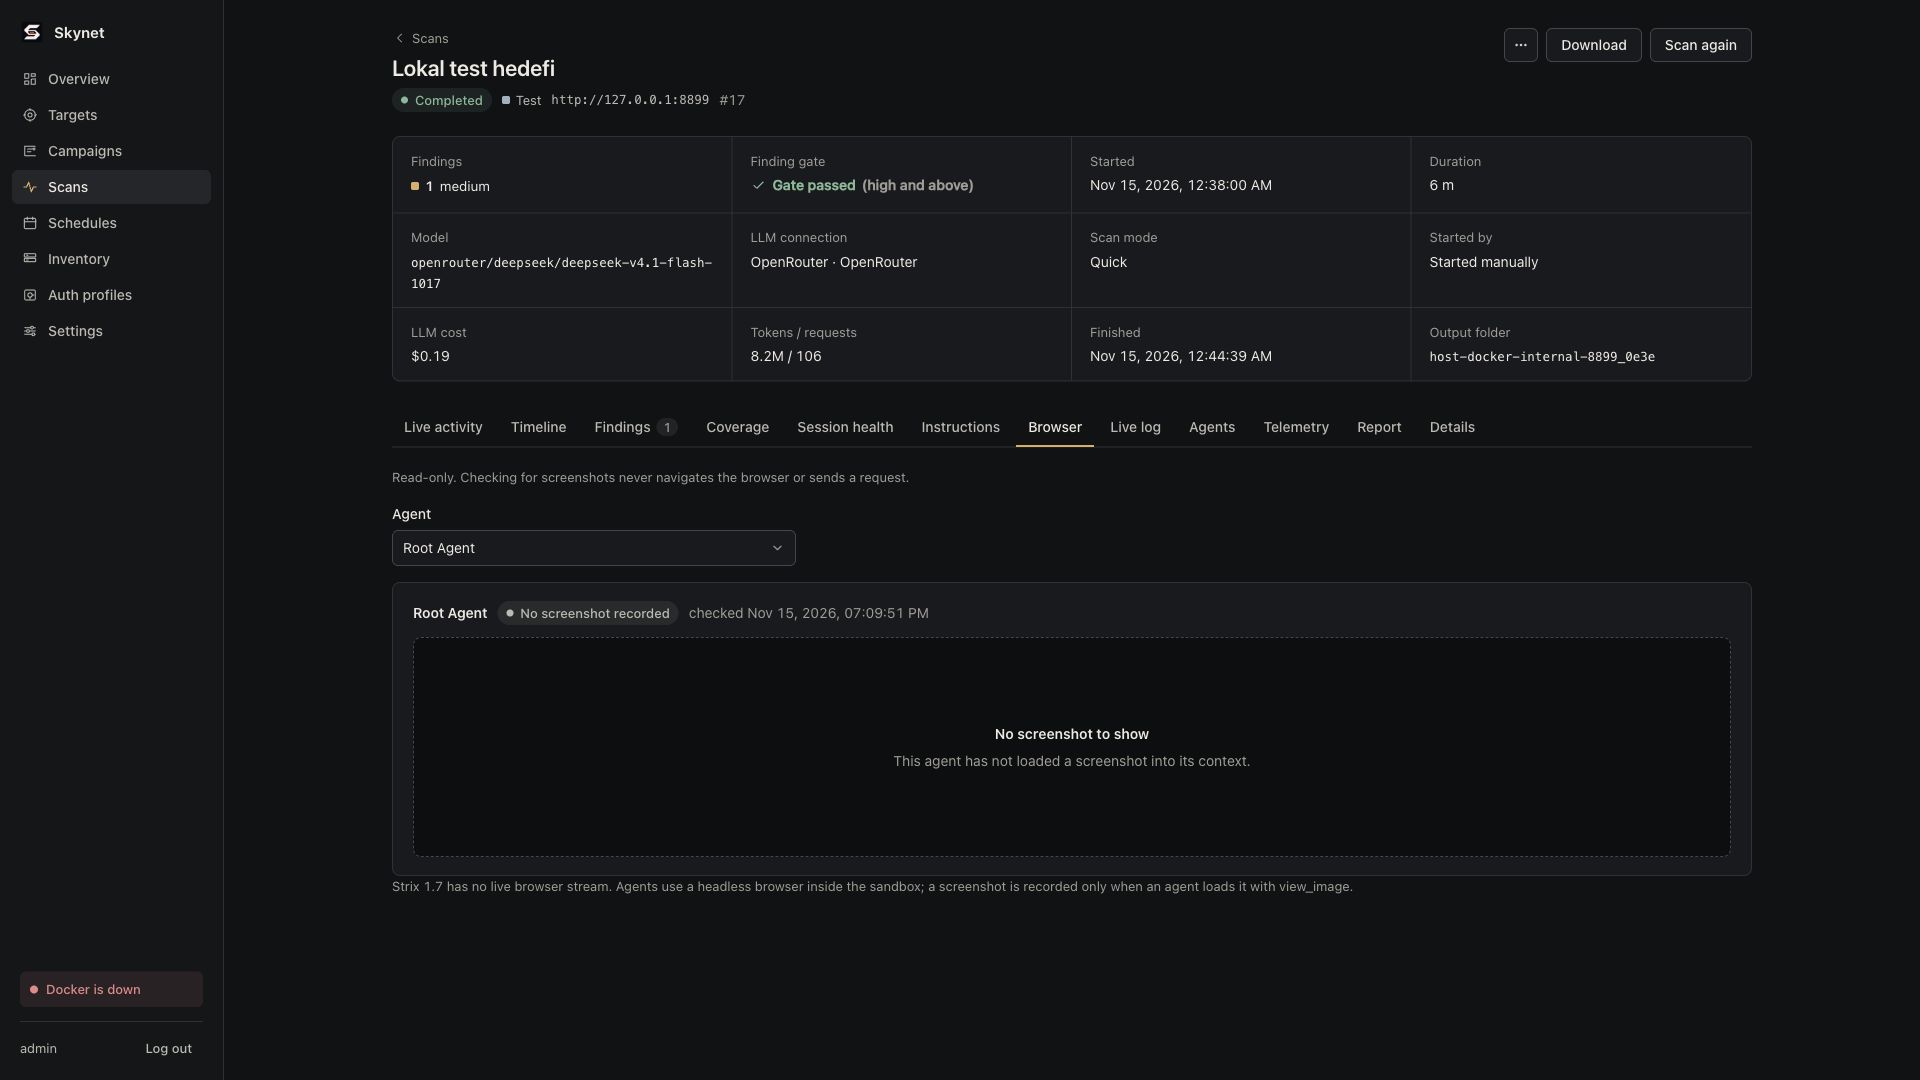 Skynet
Overview
Targets
Campaigns
Scans
Schedules
Inventory
Auth profiles
Settings
Docker is down
admin
Log out
Scans
Lokal test hedefi
Completed
Test
http://127.0.0.1:8899
#17
...
Download
Scan again
Findings
1 medium
Finding gate
Gate passed (high and above)
Started
Nov 15, 2026, 12:38:00 AM
Duration
6 m
Model
openrouter/deepseek/deepseek-v4.1-flash-
1017
LLM connection
OpenRouter · OpenRouter
Scan mode
Quick
Started by
Started manually
LLM cost
$0.19
Tokens / requests
8.2M / 106
Finished
Nov 15, 2026, 12:44:39 AM
Output folder
host-docker-internal-8899_0e3e
Live activity
Timeline
Findings 1
Coverage
Session health
Instructions
Browser
Live log
Agents
Telemetry
Report
Details
Read-only. Checking for screenshots never navigates the browser or sends a request.
Agent
Root Agent
Root Agent
No screenshot recorded
checked Nov 15, 2026, 07:09:51 PM
No screenshot to show
This agent has not loaded a screenshot into its context.
Strix 1.7 has no live browser stream. Agents use a headless browser inside the sandbox; a screenshot is recorded only when an agent loads it with view_image.